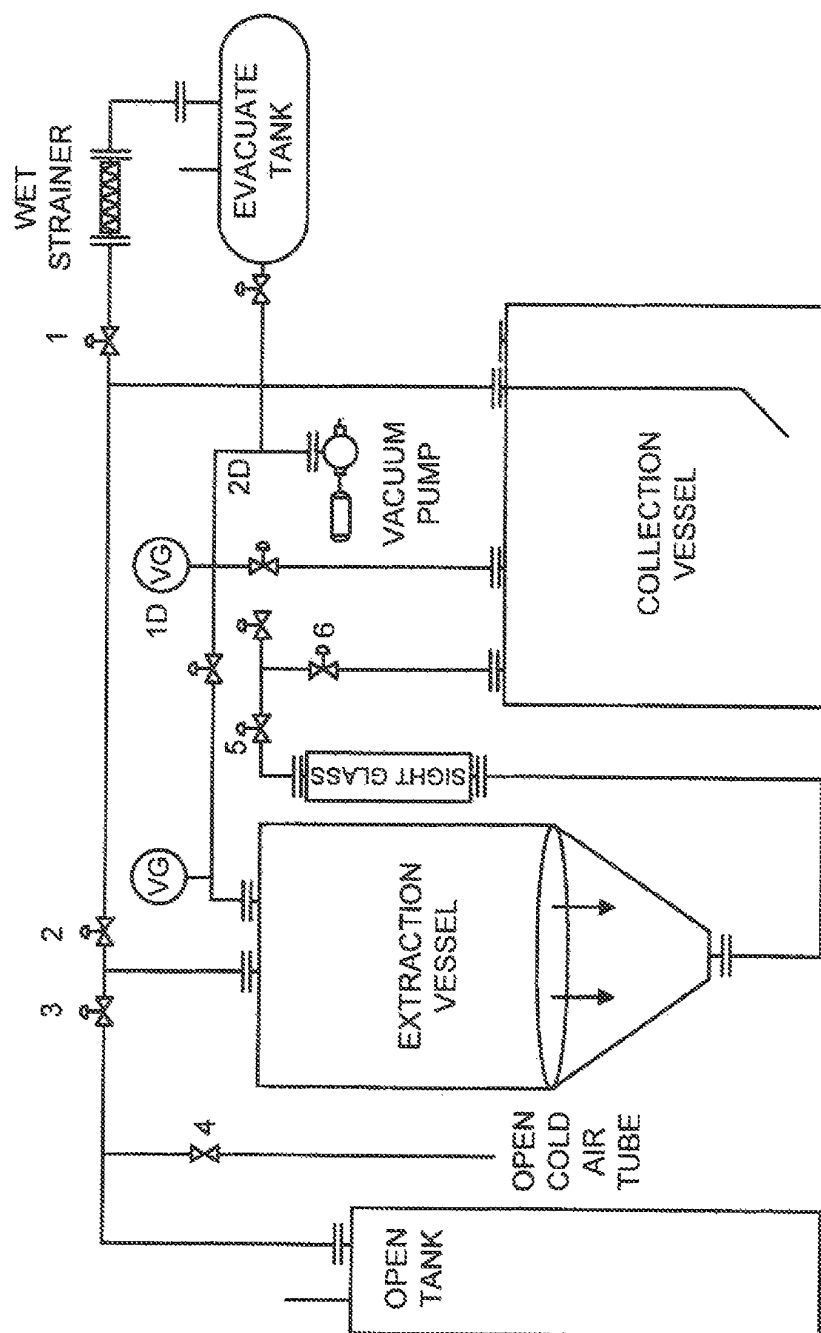 WET
STRAINER
EVACUATE
TANK
1
2D
VACUUM
PUMP
VG
1D
6
5
SIGHT GLASS
COLLECTION
VESSEL
VG
2
3
EXTRACTION
VESSEL
4
OPEN
COLD
AIR
TUBE
OPEN
TANK